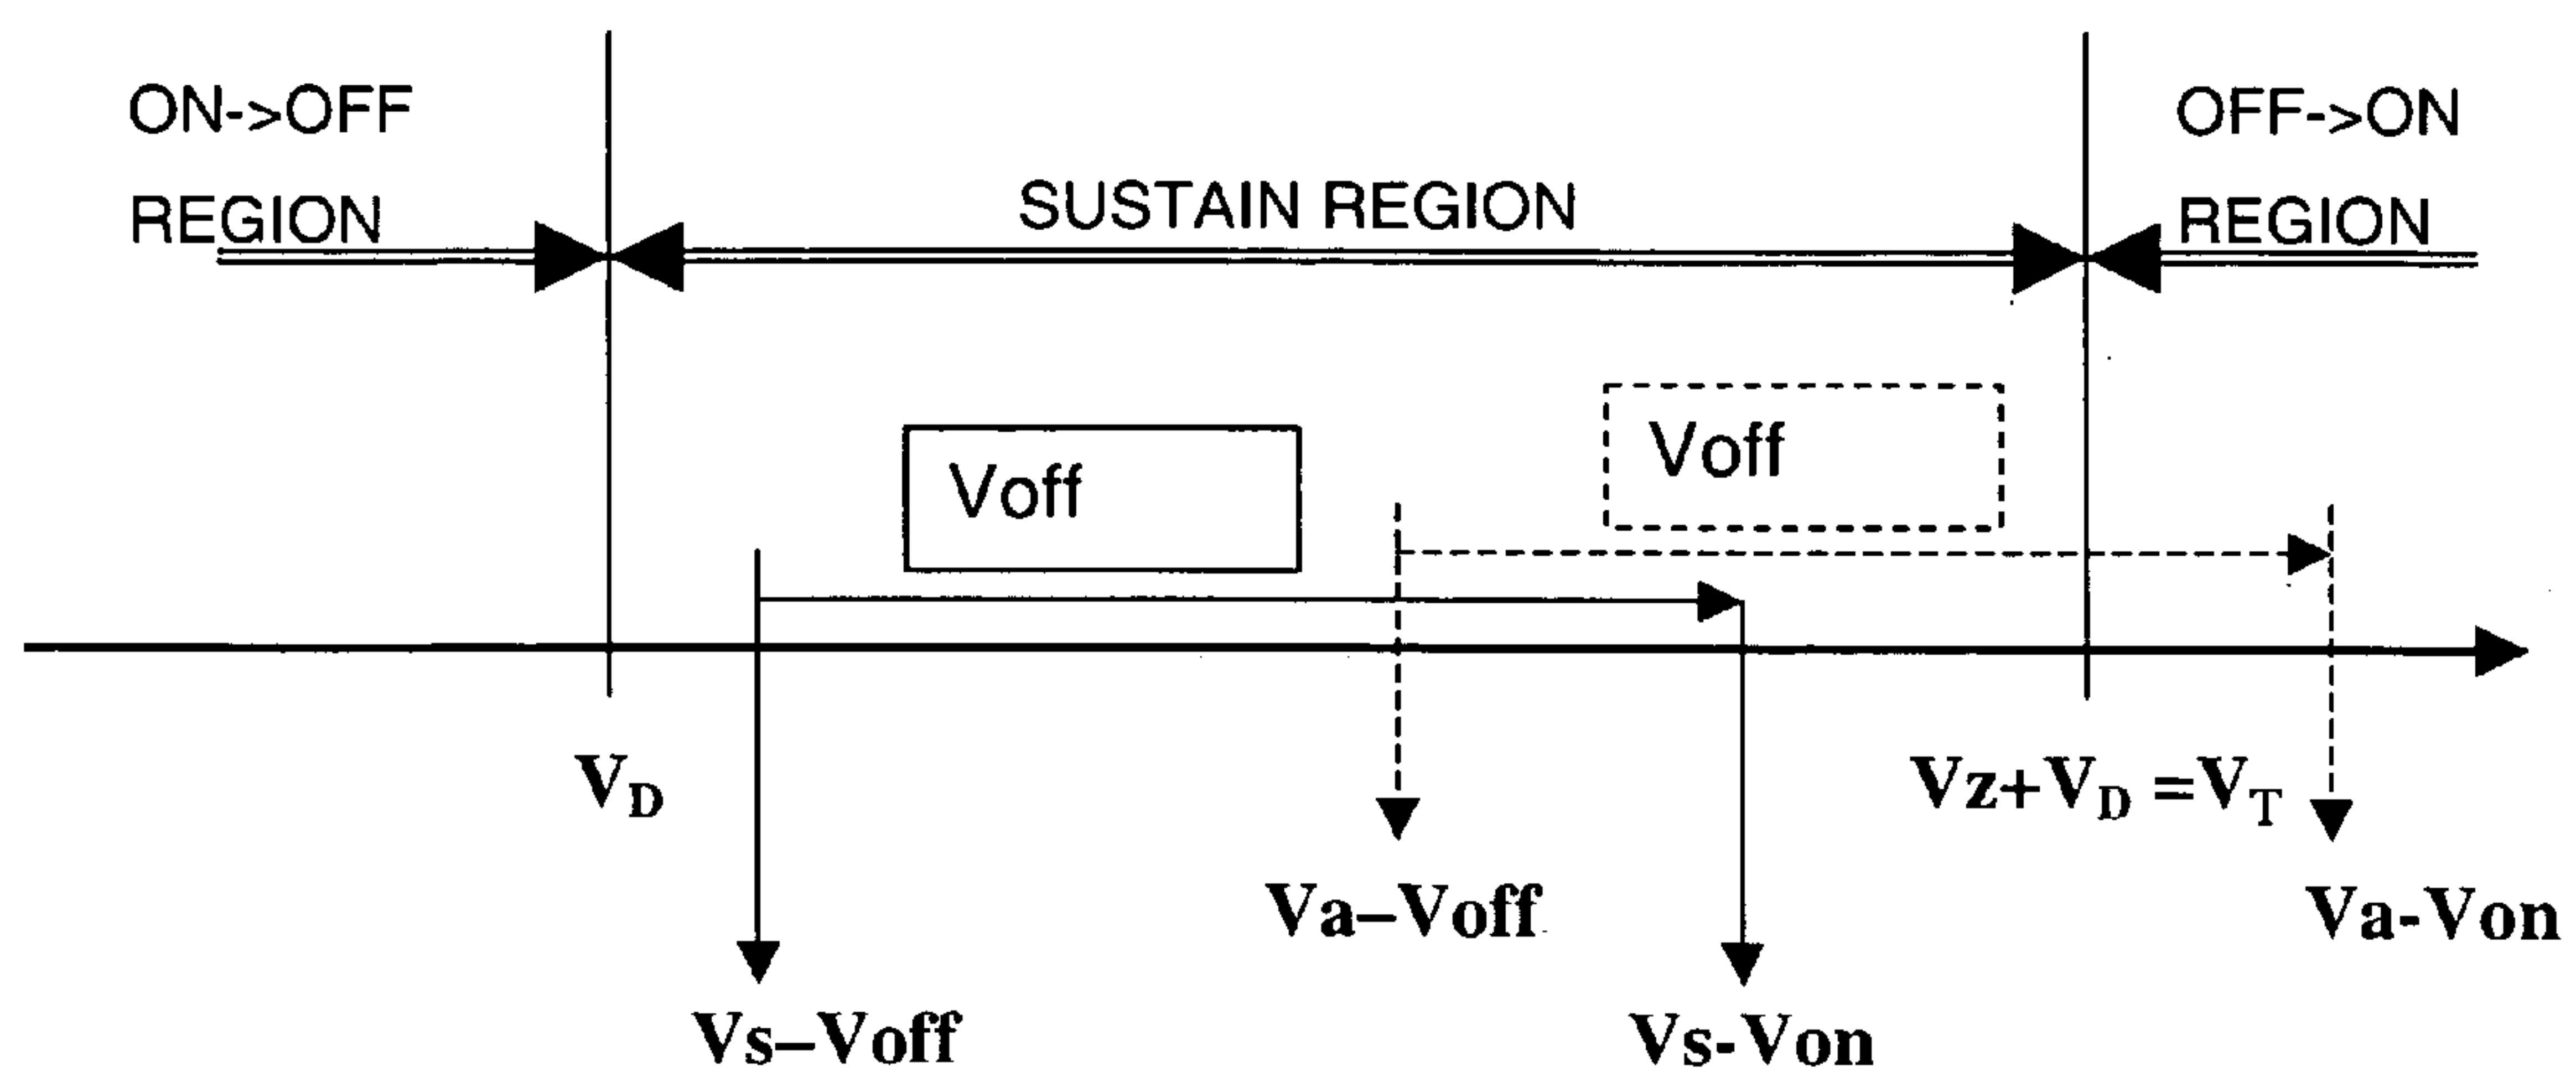 ON->OFF
REGION
SUSTAIN REGION
OFF->ON
REGION
Voff
Voff
V_D
Vz+V_D =V_T
Va–Voff
Va-Von
Vs–Voff
Vs-Von